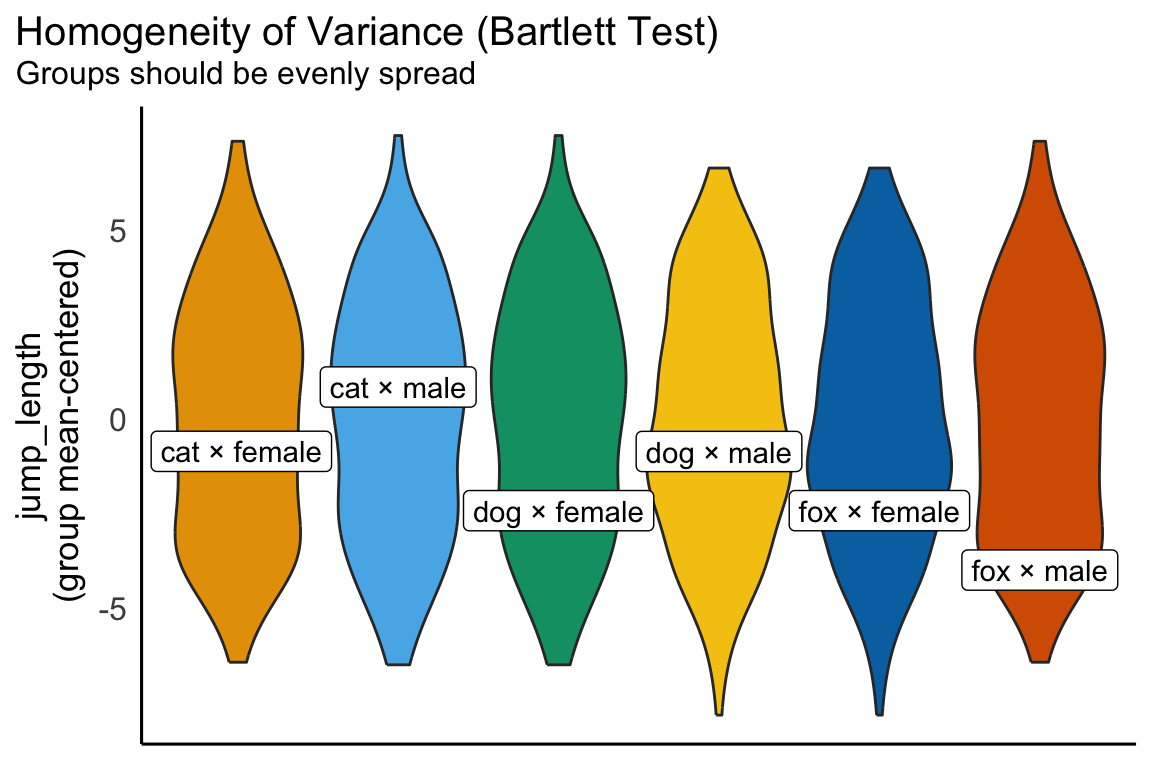 Homogeneity of Variance (Bartlett Test)
Groups should be evenly spread
jump_length
(group mean-centered)
5
0
-5
cat × male
cat × female
dog × male
dog × female
fox × female
fox × male